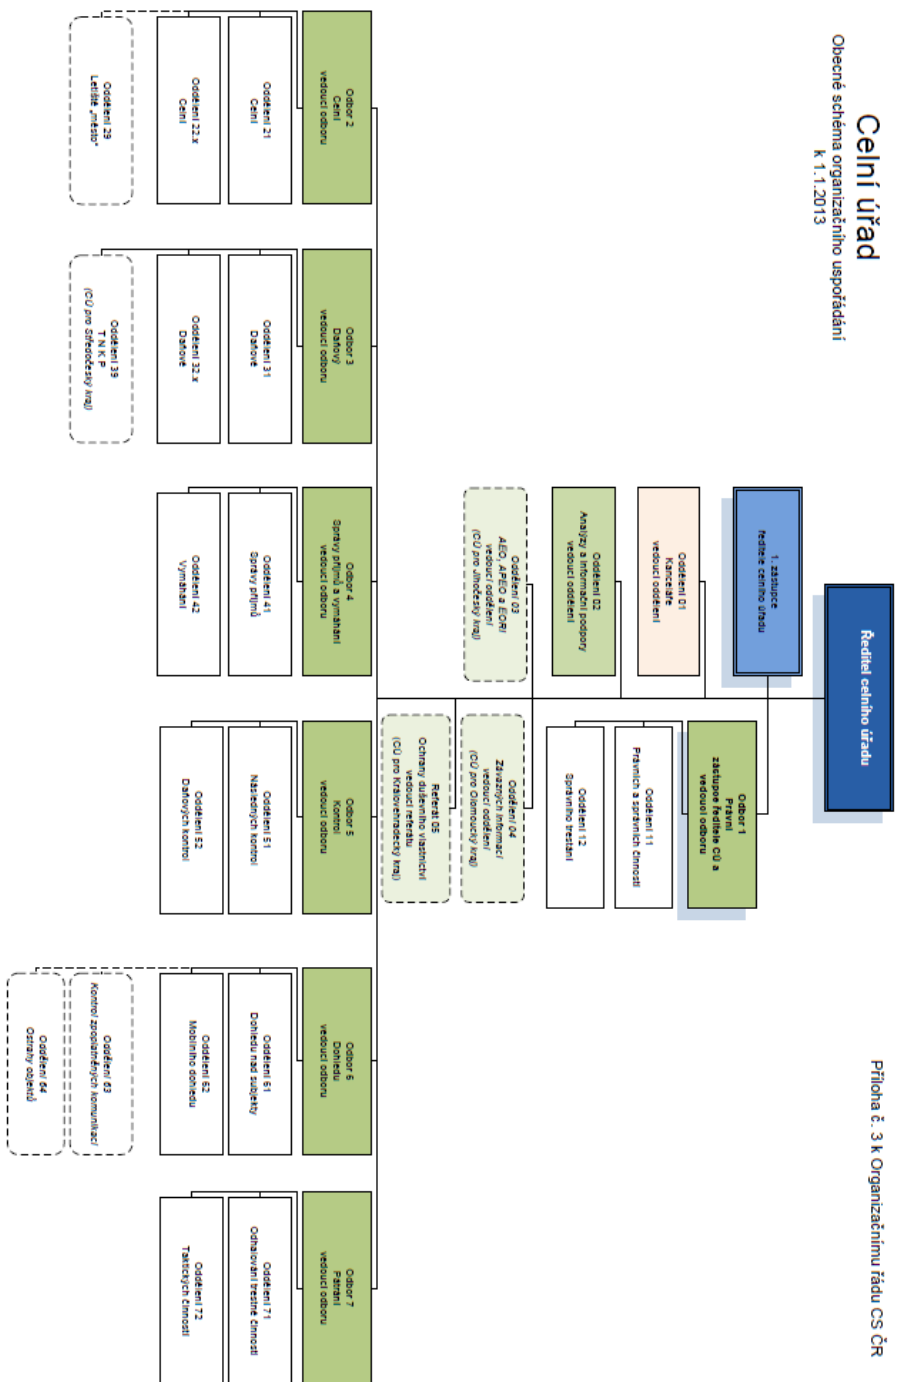 Celní úřad
Obecné schéma organizačního uspořádání
k 1.1.2013
Příloha č. 3 k Organizačnímu řádu CS ČR
Ředitel celního úřadu
1. zástupce
ředitele celního úřadu
Odbor 1
Právní
zástupce ředitele CÚ a
vedoucí odboru
Oddělení 01
Kanceláře
vedoucí oddělení
Oddělení 11
Právních a správních činností
Oddělení 02
Analýzy a informační podpory
vedoucí oddělení
Oddělení 12
Správního trestání
Oddělení 03
AEO, APEO a EORI
vedoucí oddělení
(CÚ pro Jihočeský kraj)
Oddělení 04
Závazných informací
vedoucí oddělení
(CÚ pro Olomoucký kraj)
Referát 05
Ochrany duševního vlastnictví
vedoucí referátu
(CÚ pro Královehradecký kraj)
Odbor 2
Celní
vedoucí odboru
Oddělení 21
Celní
Oddělení 22.x
Celní
Oddělení 29
Letiště „město"
Odbor 3
Daňový
vedoucí odboru
Oddělení 31
Daňové
Oddělení 32.x
Daňové
Oddělení 39
T N K P
(CÚ pro Středočeský kraj)
Odbor 4
Správy příjmů a vymáhání
vedoucí odboru
Oddělení 41
Správy příjmů
Oddělení 42
Vymáhání
Odbor 5
Kontrol
vedoucí odboru
Oddělení 51
Následných kontrol
Oddělení 52
Daňových kontrol
Odbor 6
Dohledu
vedoucí odboru
Oddělení 61
Dohledu nad subjekty
Oddělení 62
Mobilního dohledu
Oddělení 63
Kontrol zpoplatněných komunikací
Oddělení 64
Ostrahy objektů
Odbor 7
Pátrání
vedoucí odboru
Oddělení 71
Odhalování trestné činnosti
Oddělení 72
Taktických činností